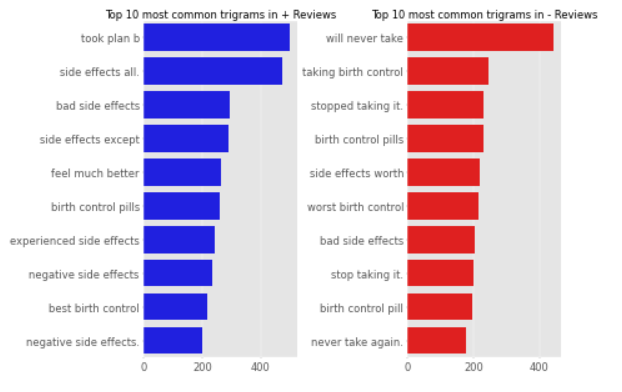 Top 10 most common trigrams in + Reviews
took plan b
side effects all.
bad side effects
side effects except
feel much better
birth control pills
experienced side effects
negative side effects
best birth control
negative side effects.
0 200 400
Top 10 most common trigrams in - Reviews
will never take
taking birth control
stopped taking it.
birth control pills
side effects worth
worst birth control
bad side effects
stop taking it.
birth control pill
never take again.
0 200 400